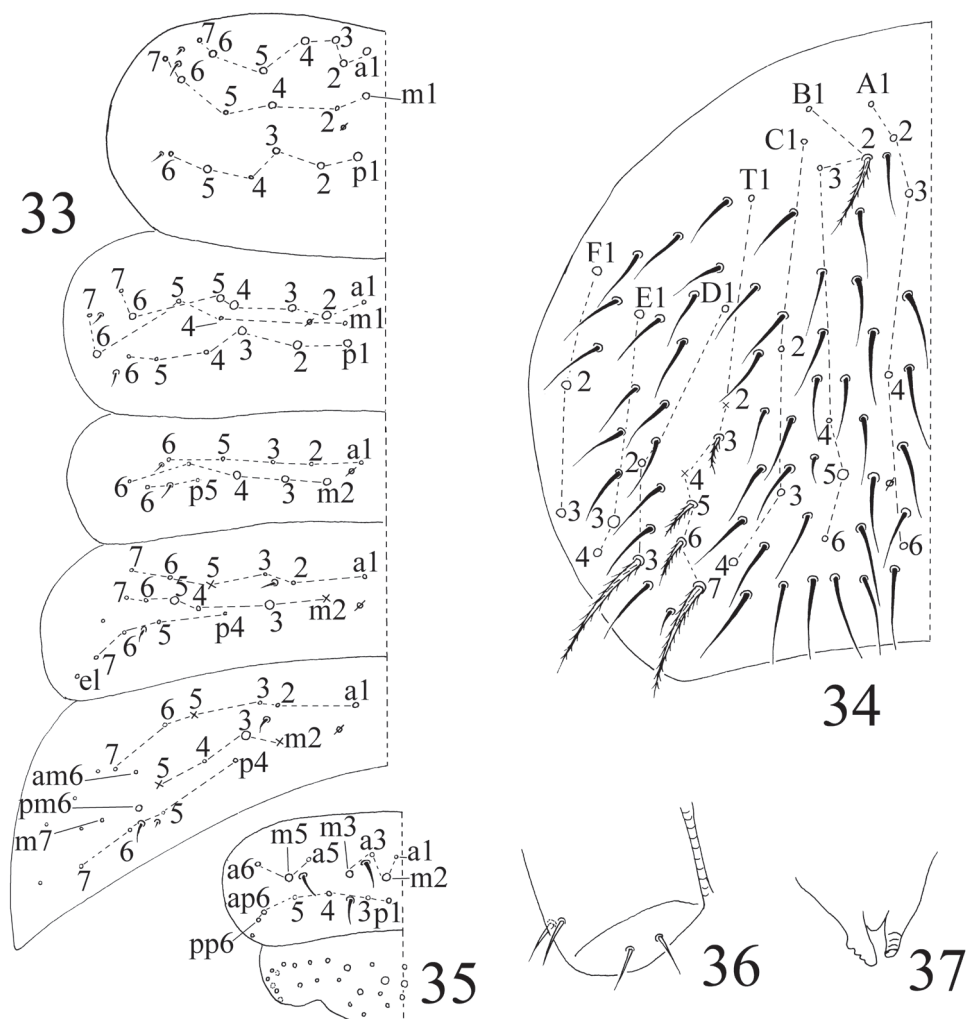 7 6 5 4 3 2 a1
7 6 5 4 2 m1
6 5 4 3 2 p1
33
7 6 5 5 4 3 2 a1
7 6 4 m1
6 5 4 3 2 p1
6 5 3 2 a1
6 6 p5 4 3 m2
7 6 5 3 2 a1
7 6 5 4 3 m2
7 6 5 p4
el
7 6 5 3 2 a1
5 4 3 m2
am6
pm6
m7
7 6 5 p4
a6 m5 a5 m3 a3 a1
m2
ap6 5 4 3 p1
pp6
35
B1 A1
C1 2 2
T1 3 3
F1 E1 D1
2 2 2 4
3 4
2 4 5
3 3 5 3 6 6
4 3 6 7 4
34
36
37